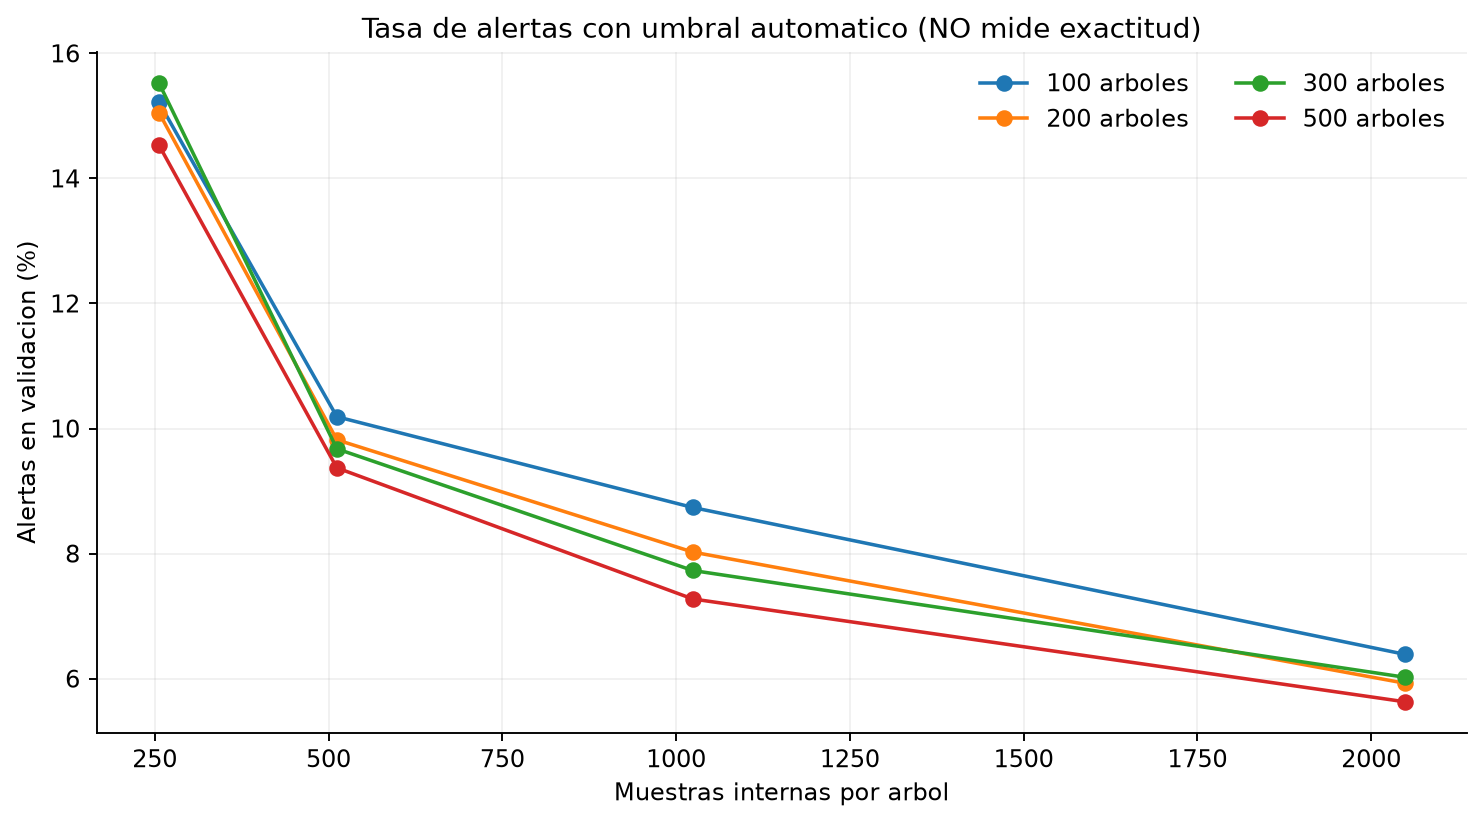 Tasa de alertas con umbral automatico (NO mide exactitud)
100 arboles
200 arboles
300 arboles
500 arboles
Alertas en validacion (%)
16
14
12
10
8
6
250
500
750
1000
1250
1500
1750
2000
Muestras internas por arbol